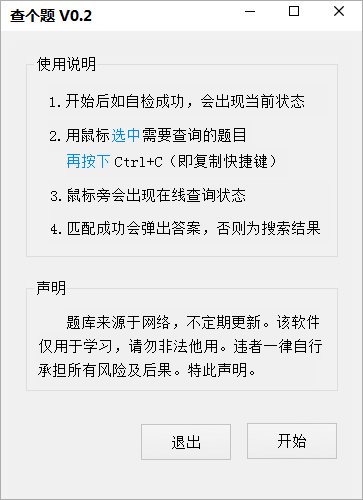 查个题 V0.2
使用说明
1.开始后如自检成功，会出现当前状态
2.用鼠标选中需要查询的题目
再按下Ctrl+C（即复制快捷键）
3.鼠标旁会出现在线查询状态
4.匹配成功会弹出答案，否则为搜索结果
声明
题库来源于网络，不定期更新。该软件
仅用于学习，请勿非法他用。违者一律自行
承担所有风险及后果。特此声明。
退出
开始